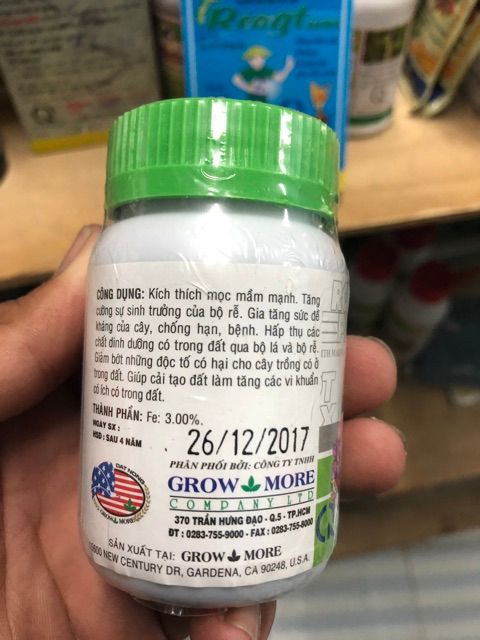 Reagt
CÔNG DỤNG: Kích thích mọc mầm mạnh. Tăng
cường sự sinh trưởng của bộ rễ. Gia tăng sức đề
kháng của cây, chống hạn, bệnh. Hấp thụ các
chất dinh dưỡng có trong đất qua bộ lá và bộ rễ.
Giảm bớt những độc tố có hại cho cây trồng có ở
trong đất. Giúp cải tạo đất làm tăng các vi khuẩn
có ích có trong đất.
THÀNH PHẦN: Fe: 3.00%.
NGÀY SX :
HSD : SAU 4 NĂM
26/12/2017
PHÂN PHỐI BỞI: CÔNG TY TNHH
GROW MORE
COMPANY LTD
370 TRẦN HƯNG ĐẠO - Q.5 - TP.HCM
ĐT : 0283-755-9000 - FAX : 0283-755-8000
DAT NONG
GROW MORE
SẢN XUẤT TẠI: GROW MORE
NEW CENTURY DR, GARDENA, CA 90248, U.S.A.